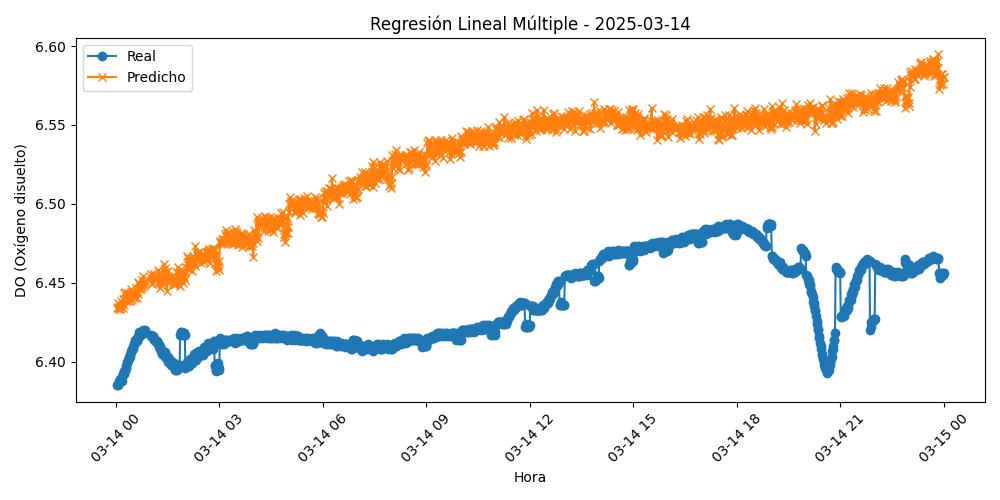 Regresión Lineal Múltiple - 2025-03-14
Real
Predicho
DO (Oxígeno disuelto)
6.60
6.55
6.50
6.45
6.40
03-14 00
03-14 03
03-14 06
03-14 09
03-14 12
03-14 15
03-14 18
03-14 21
03-15 00
Hora